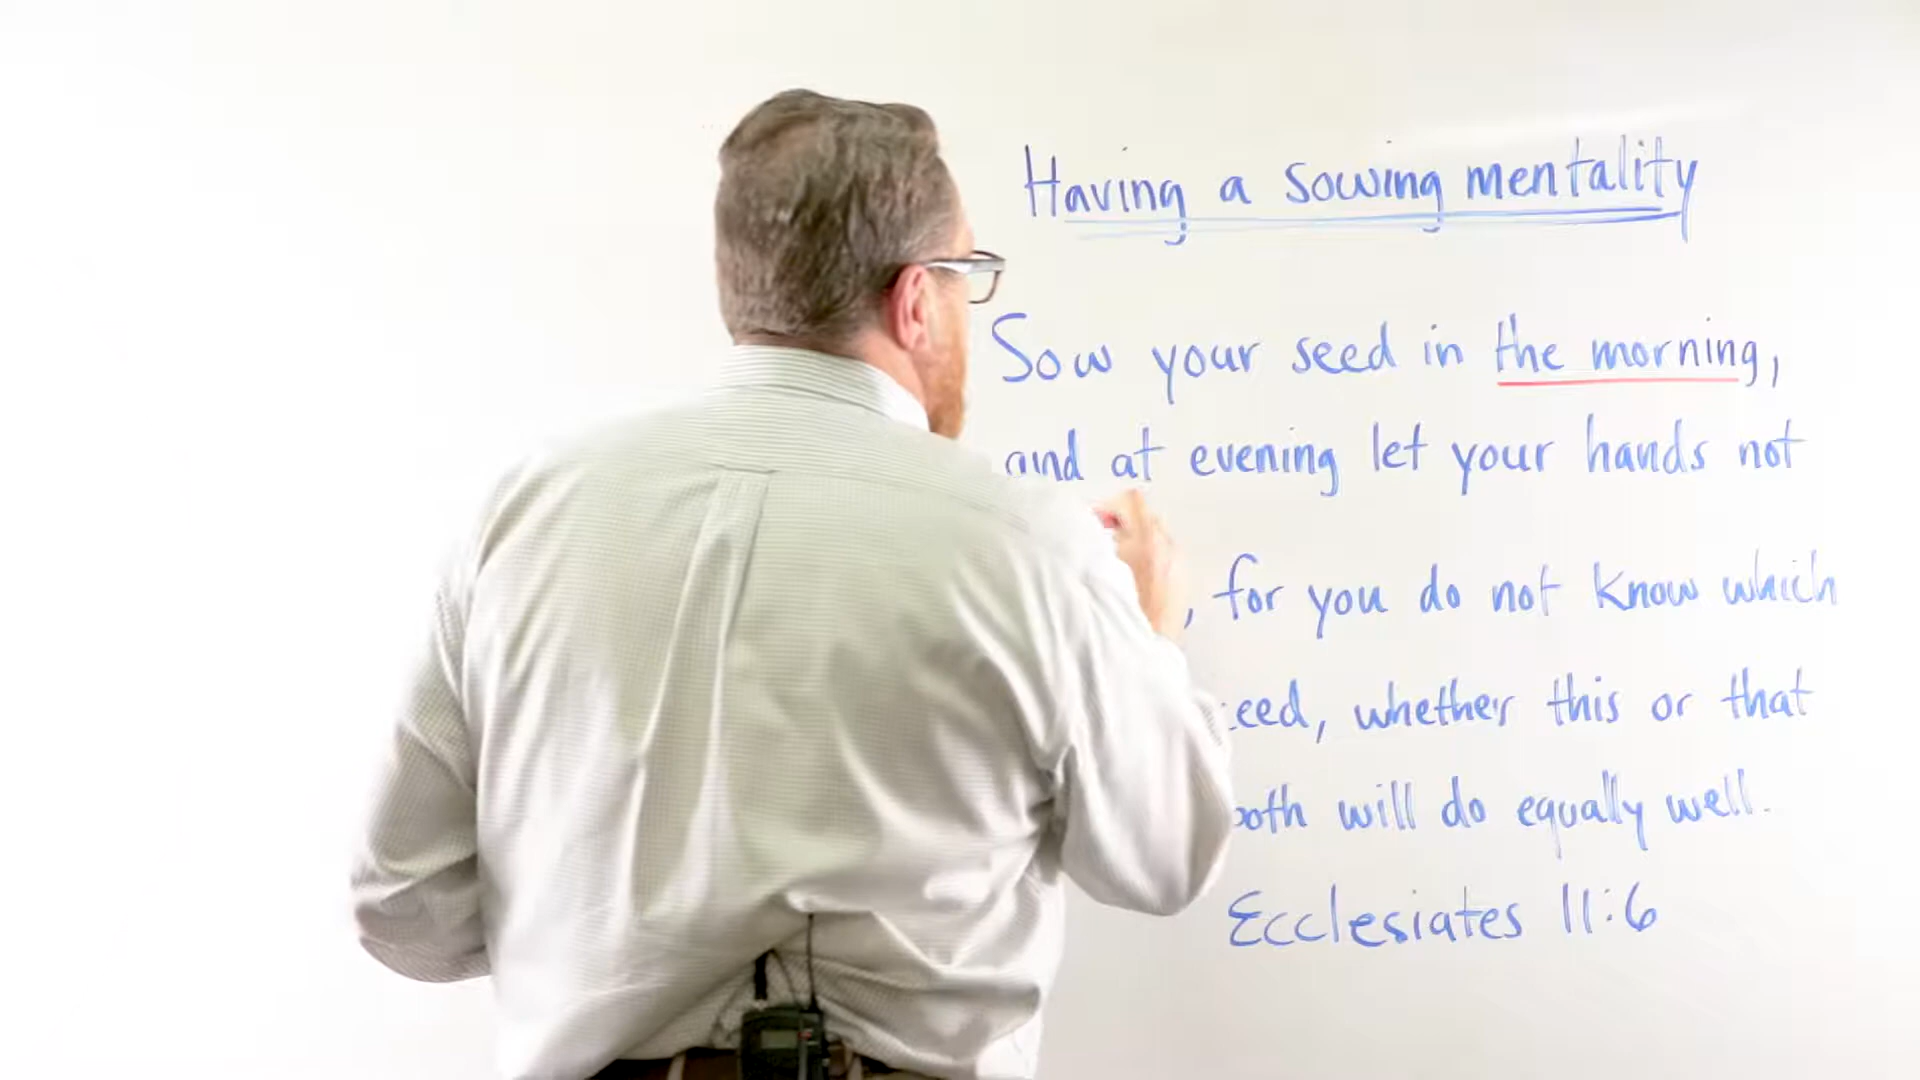 Having a sowing mentality
Sow your seed in the morning,
and at evening let your hands not
, for you do not know which
eed, whether this or that
both will do equally well.
Ecclesiates 11:6